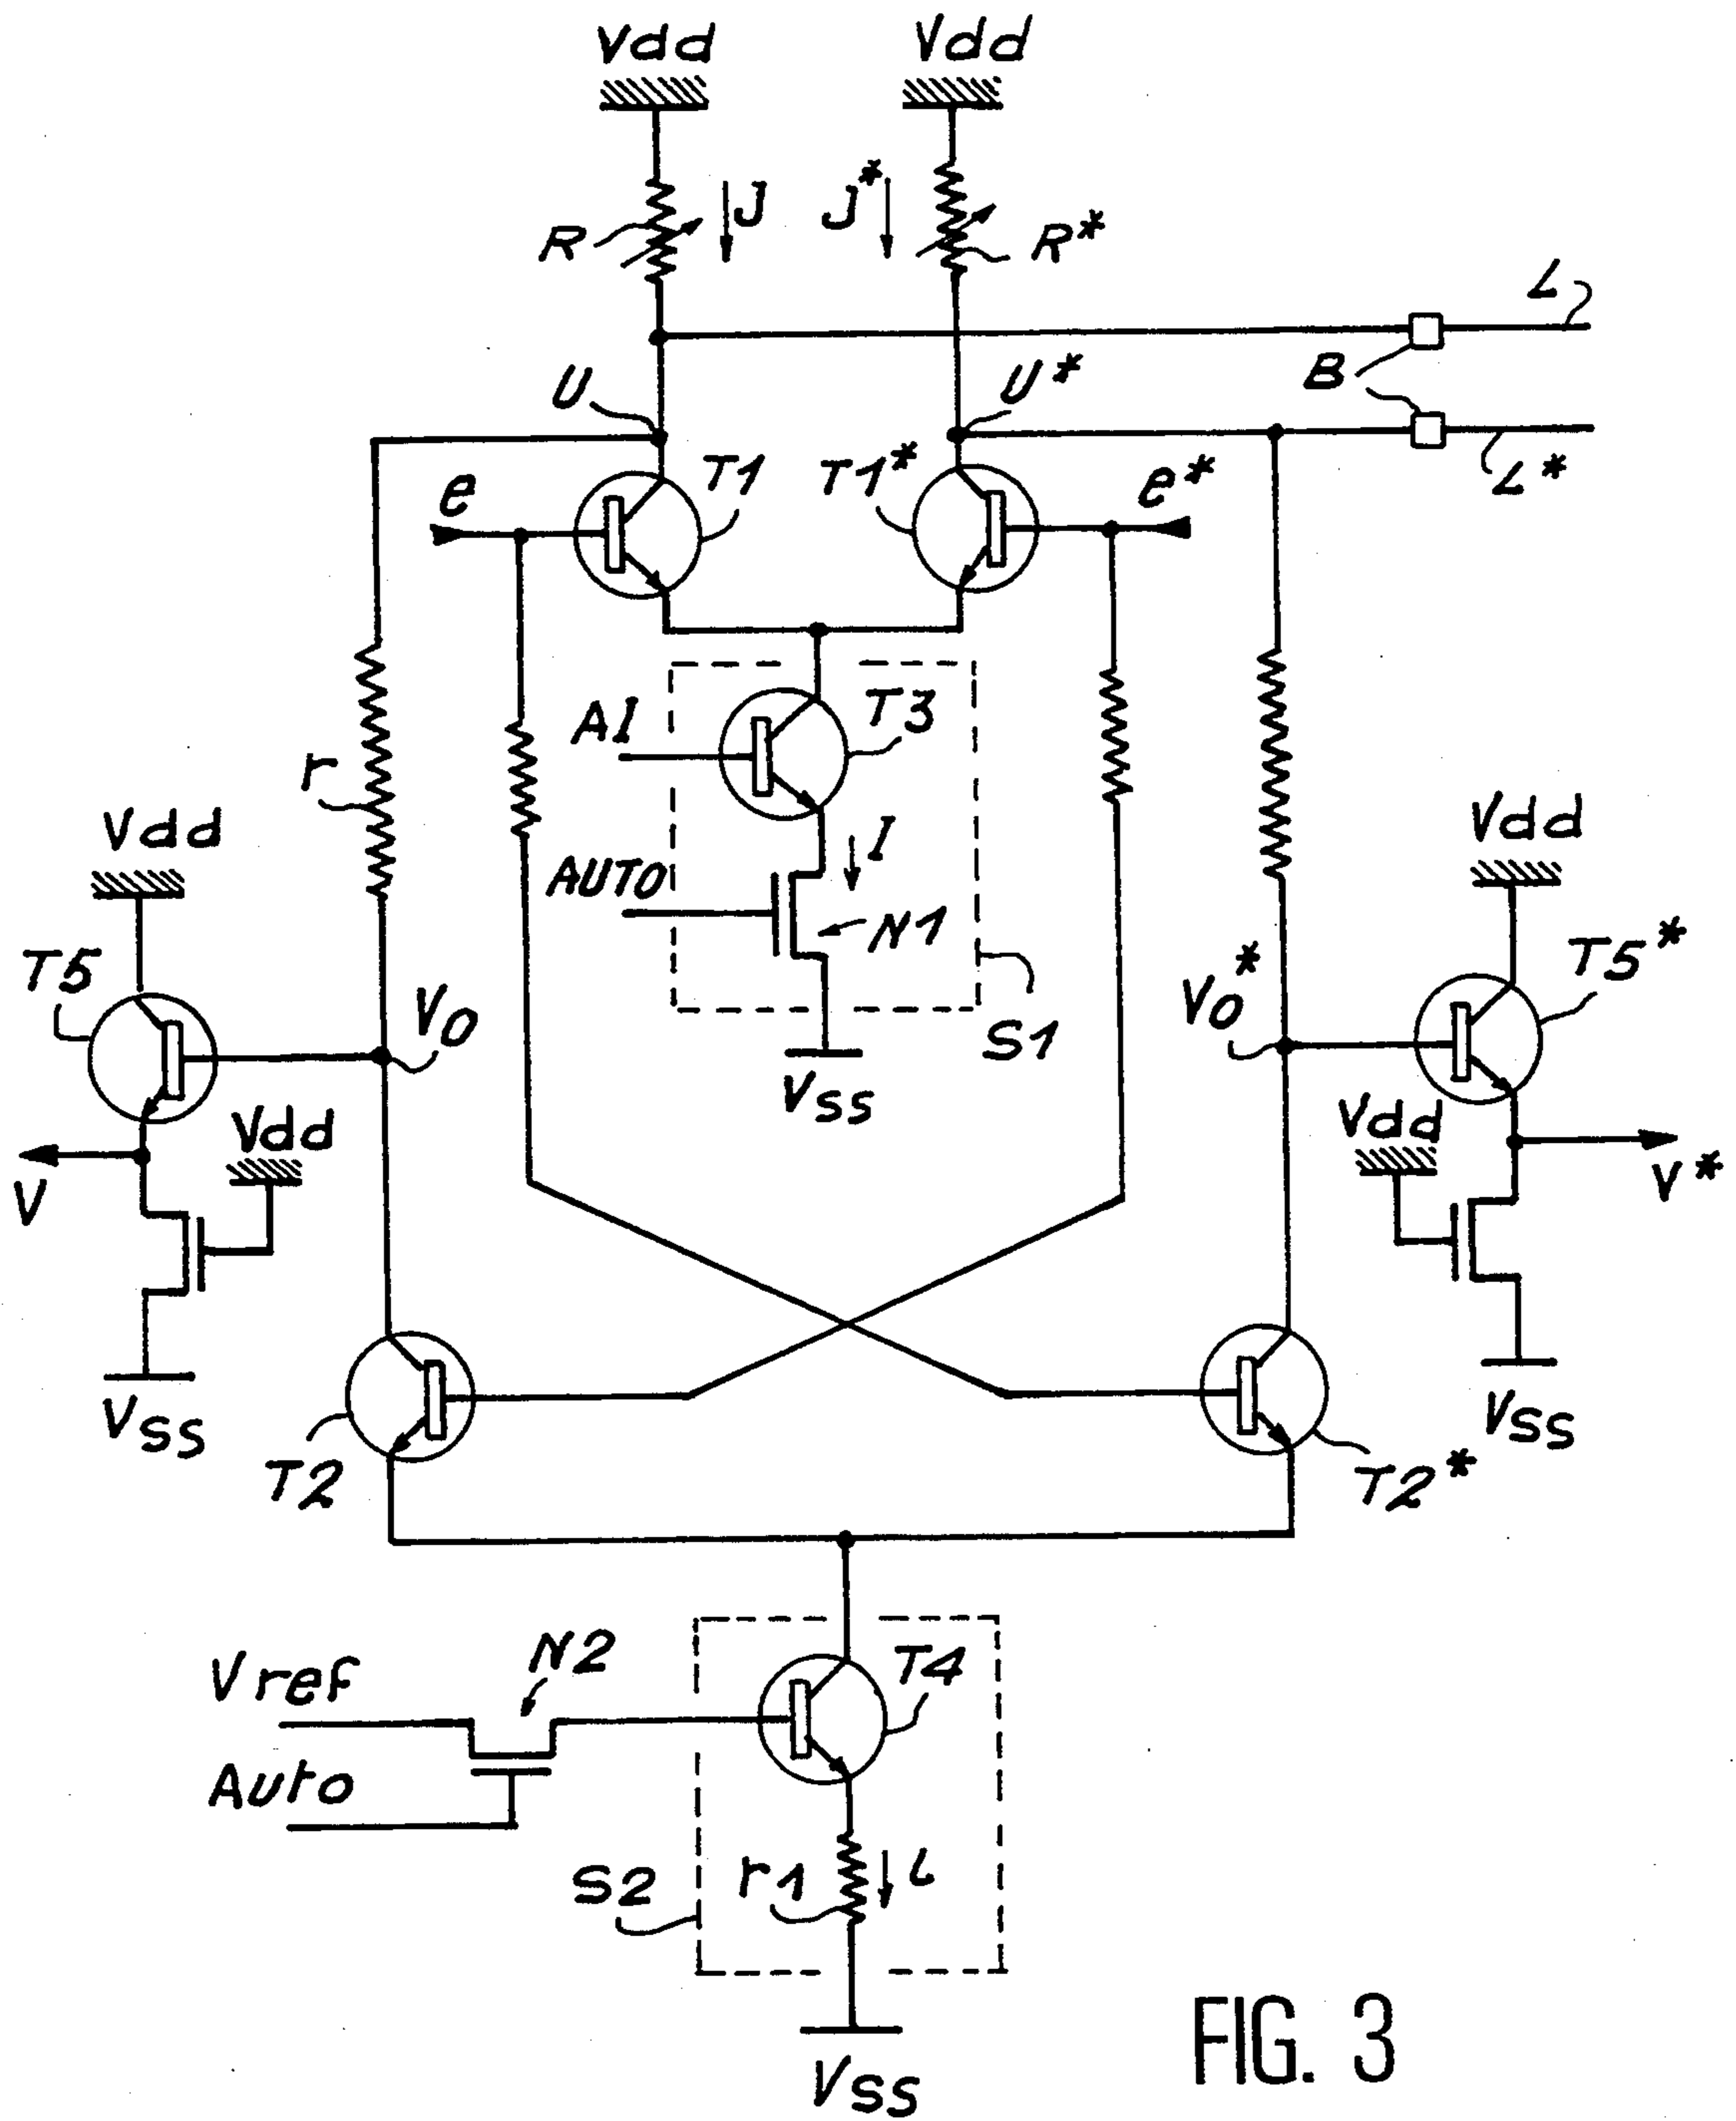 Vdd Vdd
R J J* R*
L
U U* B
e T1 T1* e* L*
AI T3
r
Vdd I Vdd
AUTO
N1
T5 T5*
V0 S1 V0*
Vss
Vdd Vdd
V V*
Vss Vss
T2 T2*
N2 T4
Vref
Auto
S2 r1 i
Vss
FIG. 3